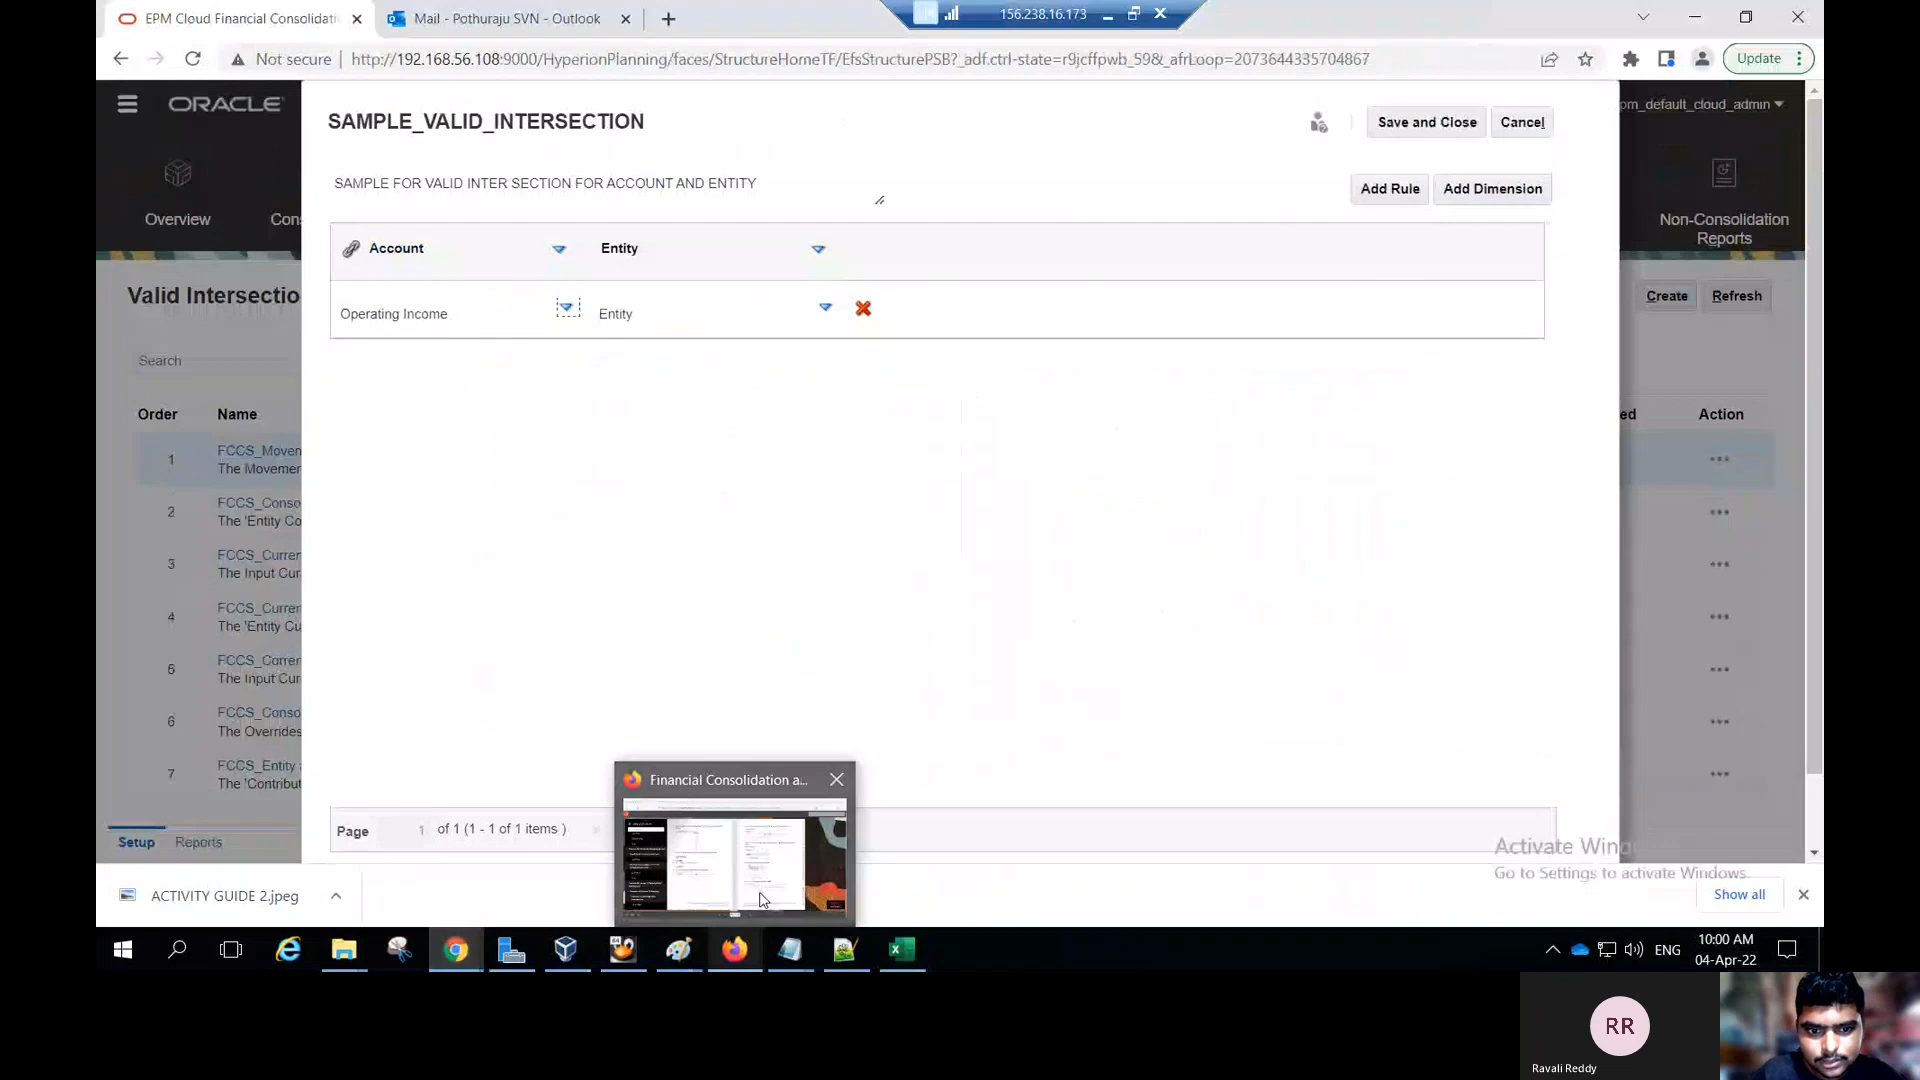 EPM Cloud Financial Consolidati
Mail - Pothuraju SVN - Outlook
156.238.16.173
Not secure
http://192.168.56.108:9000/HyperionPlanning/faces/StructureHomeTF/EfsStructurePSB?_adf.ctrl-state=r9jcffpwb_59&_afrLoop=2073644335704867
Update
ORACLE
pm_default_cloud_admin
SAMPLE_VALID_INTERSECTION
Save and Close
Cancel
SAMPLE FOR VALID INTER SECTION FOR ACCOUNT AND ENTITY
Add Rule
Add Dimension
Overview
Cons
Non-Consolidation
Reports
Account
Entity
Valid Intersectio
Create
Refresh
Operating Income
Entity
Search
Order
Name
ed
Action
1
FCCS_Movem
The Movemen
2
FCCS_Conso
The 'Entity Co
3
FCCS_Curren
The Input Cur
4
FCCS_Curren
The 'Entity Cu
5
FCCS_Curren
The Input Cur
6
FCCS_Conso
The Overrides
7
FCCS_Entity
The 'Contribut
Financial Consolidation a...
Page
1
of 1 (1 - 1 of 1 items )
Setup
Reports
Activate Win
Go to Settings to activate Windows.
ACTIVITY GUIDE 2.jpeg
Show all
ENG
10:00 AM
04-Apr-22
RR
Ravali Reddy